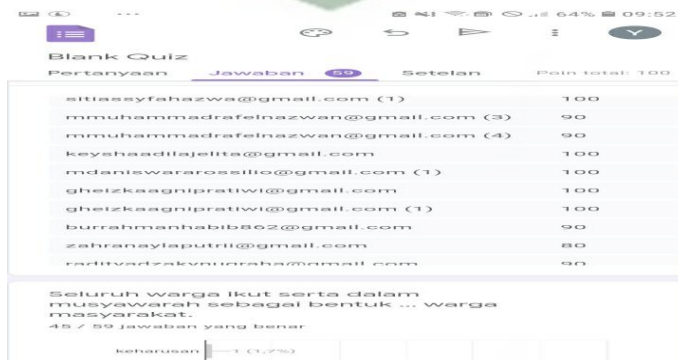 64% 09:52
Y
Blank Quiz
Pertanyaan Jawaban 59 Setelan Poin total: 100
sitiassyfahazwa@gmail.com (1) 100
mmuhammadrafelnazwan@gmail.com (3) 90
mmuhammadrafelnazwan@gmail.com (4) 90
keyshaadilajelita@gmail.com 100
mdaniswararossilio@gmail.com (1) 100
gheizkaagnipratiwi@gmail.com 100
gheizkaagnipratiwi@gmail.com (1) 100
burrahmanhabib862@gmail.com 90
zahranaylaputrii@gmail.com 80
radityadzakynugraha@gmail.com 90
Seluruh warga ikut serta dalam
musyawarah sebagai bentuk ... warga
masyarakat.
45 / 59 jawaban yang benar
keharusan 1 (1,7%)